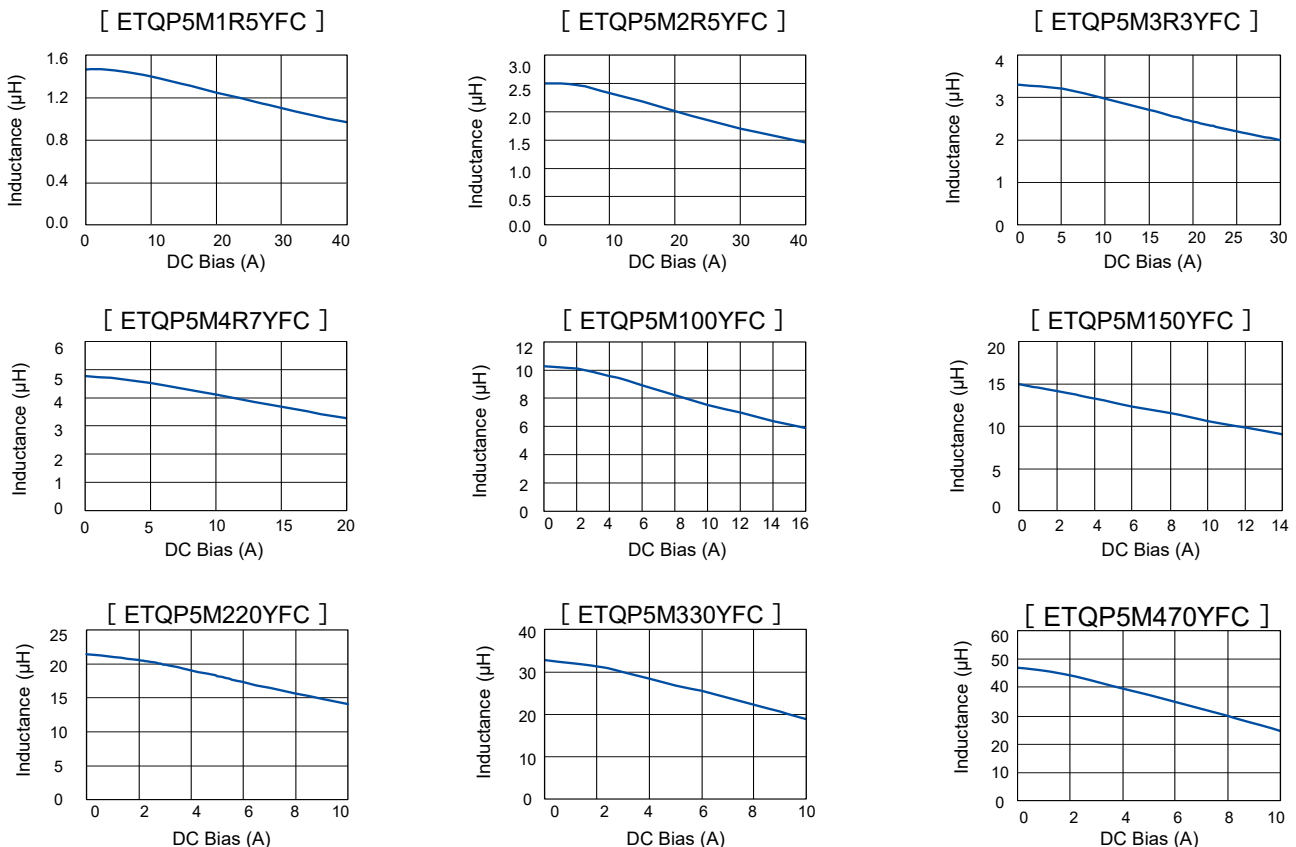 [ ETQP5M1R5YFC ]
Inductance (µH)
1.6
1.2
0.8
0.4
0.0
0 10 20 30 40
DC Bias (A)
[ ETQP5M2R5YFC ]
Inductance (µH)
3.0
2.5
2.0
1.5
1.0
0.5
0.0
0 10 20 30 40
DC Bias (A)
[ ETQP5M3R3YFC ]
Inductance (µH)
4
3
2
1
0
0 5 10 15 20 25 30
DC Bias (A)
[ ETQP5M4R7YFC ]
Inductance (µH)
6
5
4
3
2
1
0
0 5 10 15 20
DC Bias (A)
[ ETQP5M100YFC ]
Inductance (µH)
12
10
8
6
4
2
0
0 2 4 6 8 10 12 14 16
DC Bias (A)
[ ETQP5M150YFC ]
Inductance (µH)
20
15
10
5
0
0 2 4 6 8 10 12 14
DC Bias (A)
[ ETQP5M220YFC ]
Inductance (µH)
25
20
15
10
5
0
0 2 4 6 8 10
DC Bias (A)
[ ETQP5M330YFC ]
Inductance (µH)
40
30
20
10
0
0 2 4 6 8 10
DC Bias (A)
[ ETQP5M470YFC ]
Inductance (µH)
60
50
40
30
20
10
0
0 2 4 6 8 10
DC Bias (A)